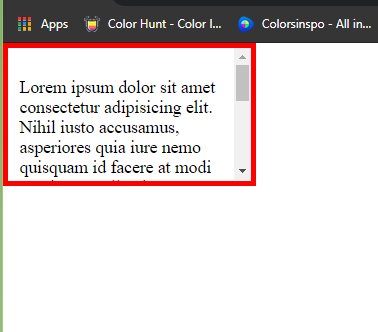 Apps Color Hunt - Color I... Colorsinspo - All in...
Lorem ipsum dolor sit amet
consectetur adipisicing elit.
Nihil iusto accusamus,
asperiores quia iure nemo
quisquam id facere at modi